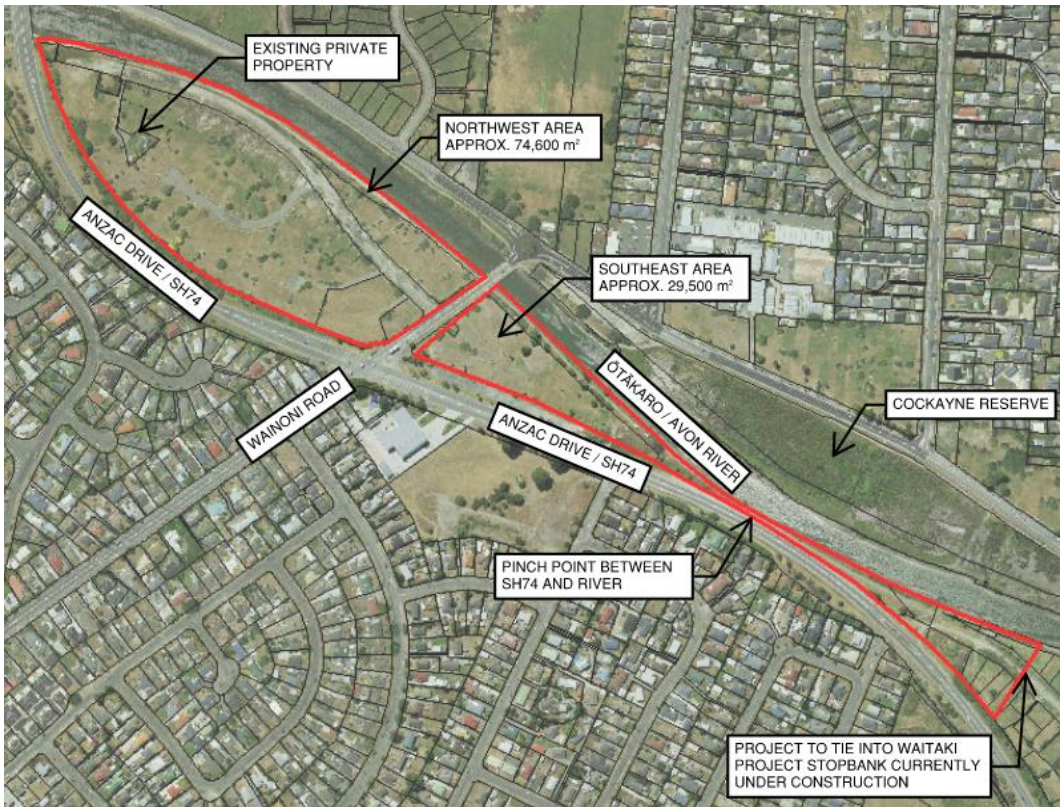 EXISTING PRIVATE
PROPERTY
NORTHWEST AREA
APPROX. 74,600 m²
ANZAC DRIVE / SH74
SOUTHEAST AREA
APPROX. 29,500 m²
WAINONI ROAD
ŌTĀKARO / AVON RIVER
COCKAYNE RESERVE
ANZAC DRIVE / SH74
PINCH POINT BETWEEN
SH74 AND RIVER
PROJECT TO TIE INTO WAITAKI
PROJECT STOPBANK CURRENTLY
UNDER CONSTRUCTION